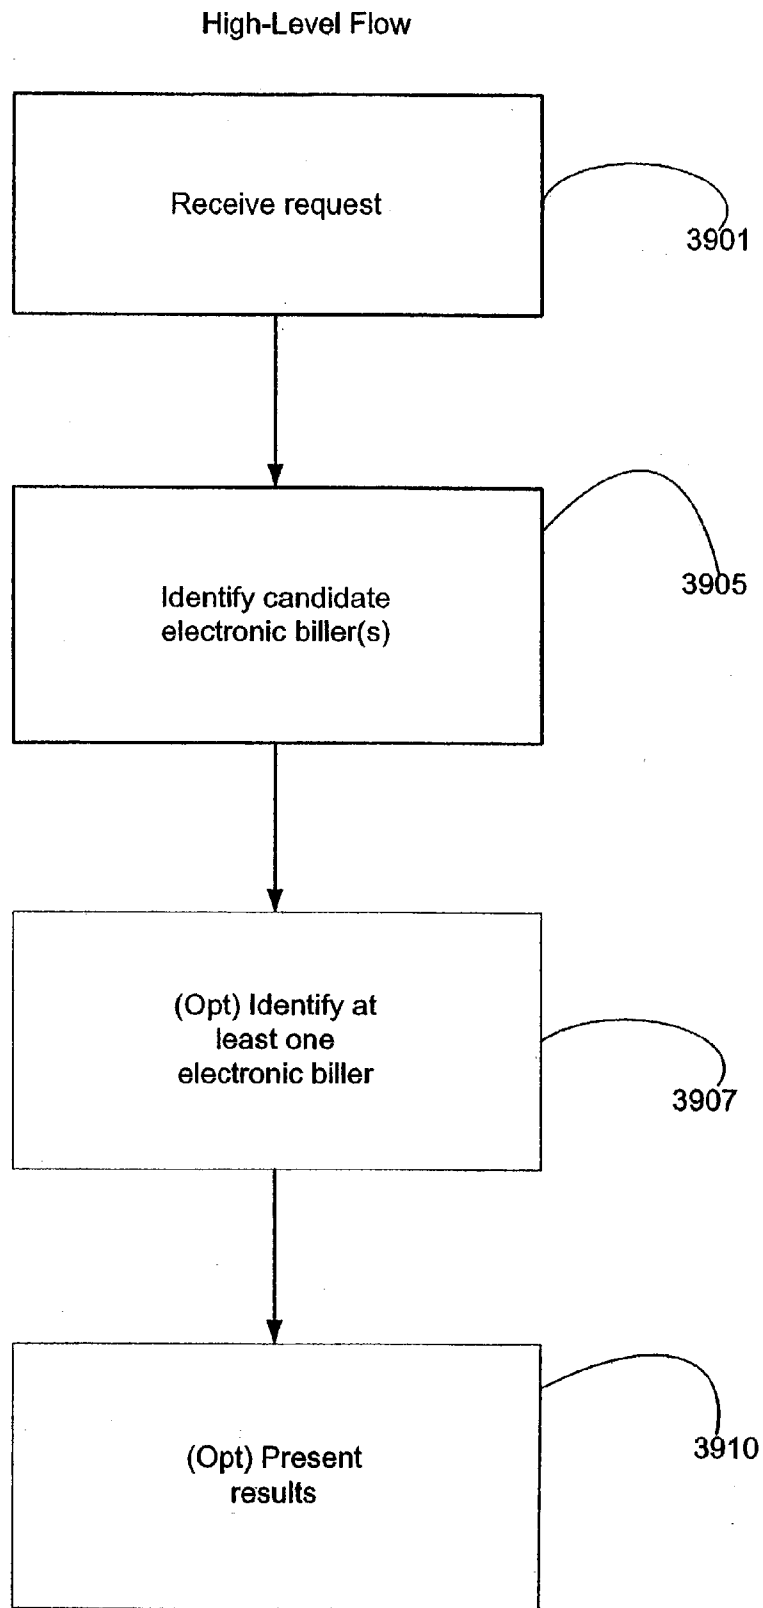 High-Level Flow
Receive request
3901
Identify candidate
electronic biller(s)
3905
(Opt) Identify at
least one
electronic biller
3907
(Opt) Present
results
3910